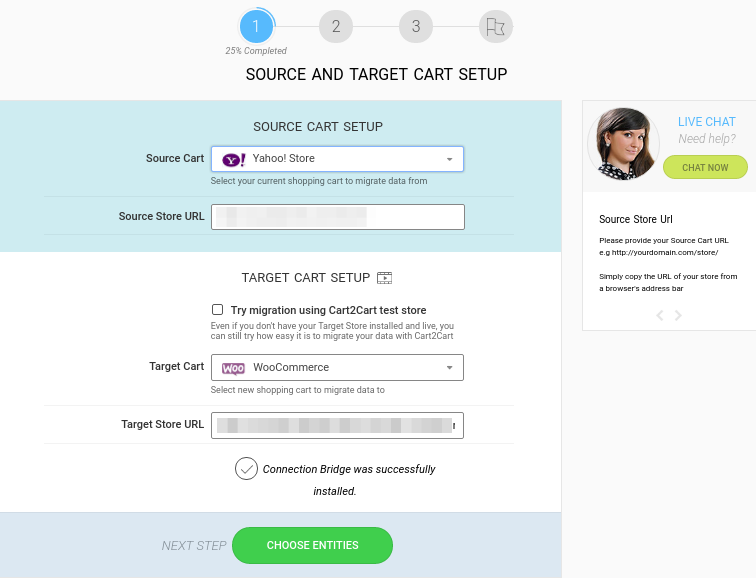 1
2
3
25% Completed
SOURCE AND TARGET CART SETUP
SOURCE CART SETUP
Source Cart
Y! Yahoo! Store
Select your current shopping cart to migrate data from
Source Store URL
TARGET CART SETUP
Try migration using Cart2Cart test store
Even if you don't have your Target Store installed and live, you
can still try how easy it is to migrate your data with Cart2Cart
Target Cart
WOO WooCommerce
Select new shopping cart to migrate data to
Target Store URL
Connection Bridge was successfully
installed.
NEXT STEP
CHOOSE ENTITIES
LIVE CHAT
Need help?
CHAT NOW
Source Store Url
Please provide your Source Cart URL
e.g http://yourdomain.com/store/
Simply copy the URL of your store from
a browser's address bar